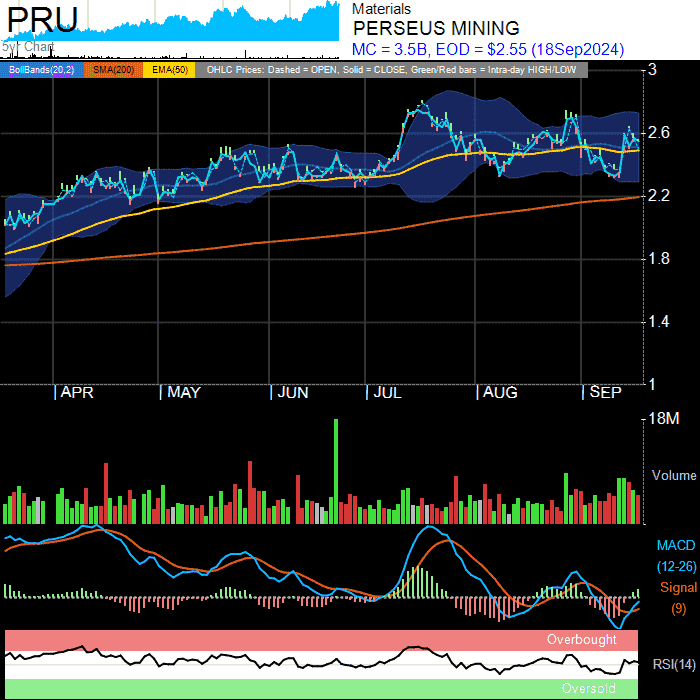 PRU
5yr Chart
Materials
PERSEUS MINING
MC = 3.5B, EOD = $2.55 (18Sep2024)
BollBands(20,2) SMA(200) EMA(50) OHLC Prices: Dashed = OPEN, Solid = CLOSE, Green/Red bars = Intra-day HIGH/LOW
3
2.6
2.2
1.8
1.4
1
APR MAY JUN JUL AUG SEP
18M
Volume
MACD
(12-26)
Signal
(9)
Overbought
RSI(14)
Oversold